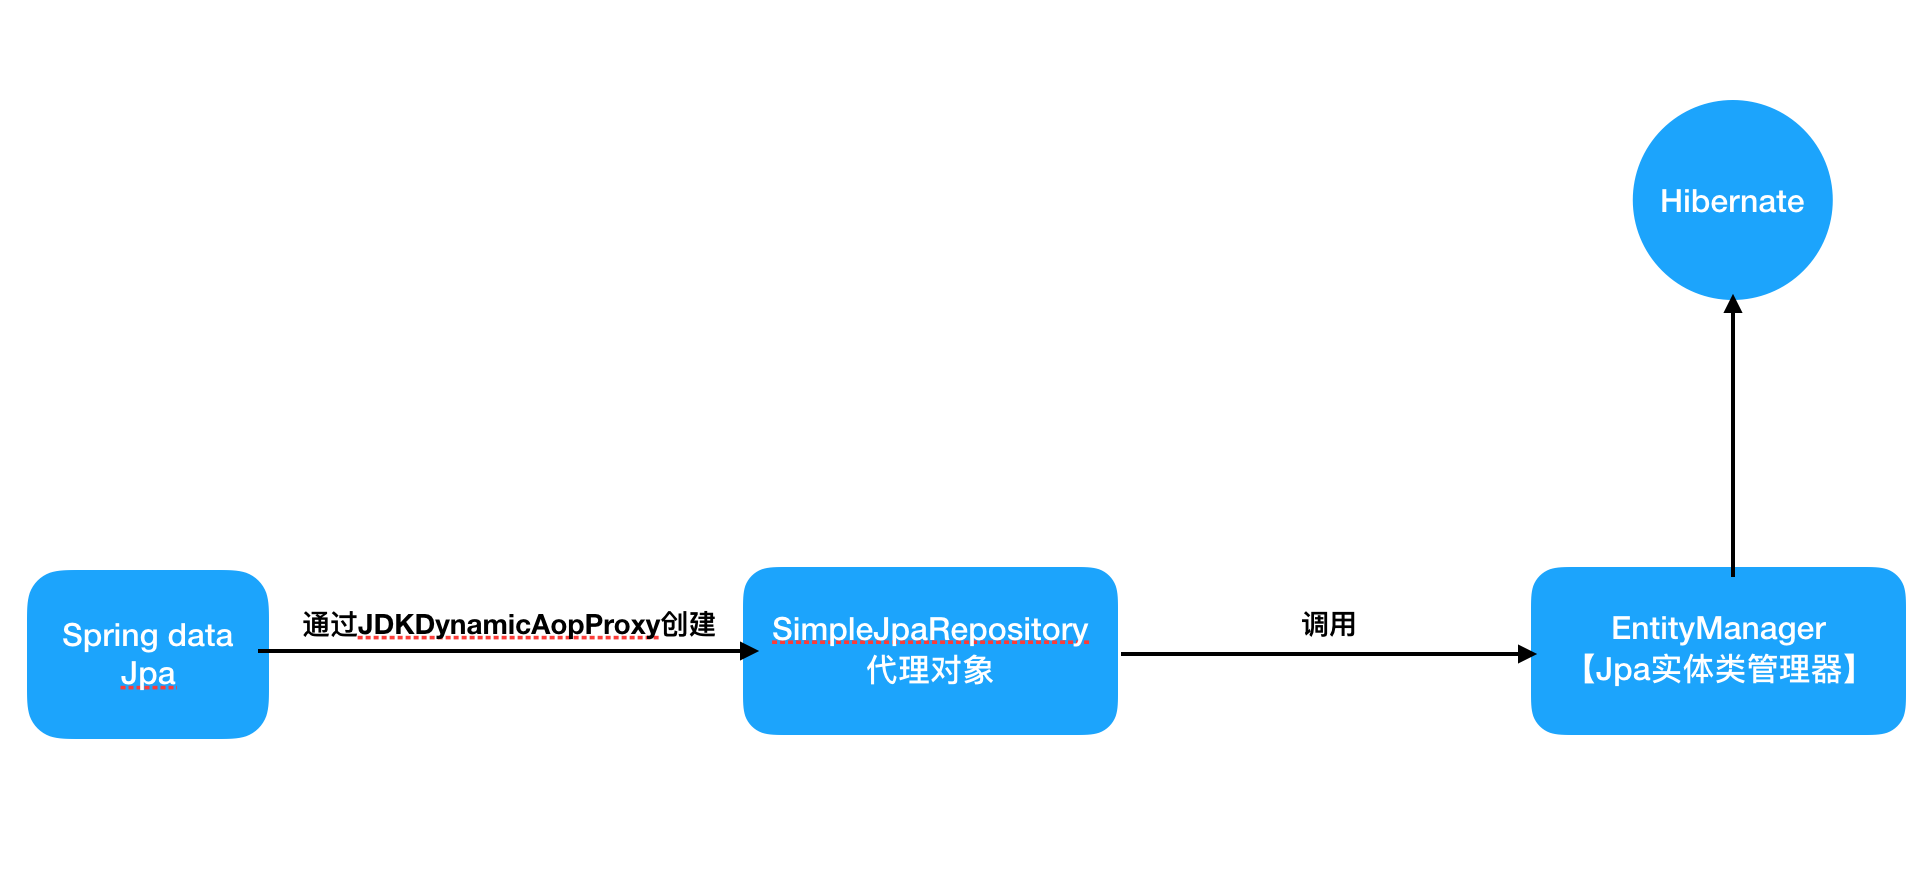 Hibernate
Spring data
Jpa
通过JDKDynamicAopProxy创建
SimpleJpaRepository
代理对象
调用
EntityManager
【Jpa实体类管理器】